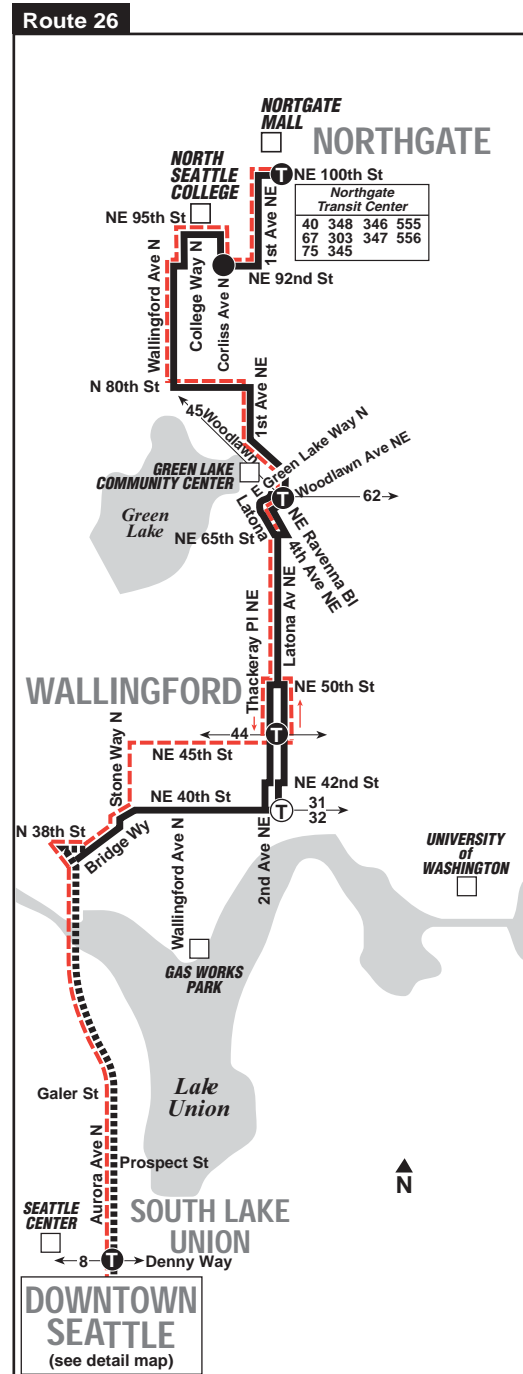 Route 26
NORTGATE
MALL
NORTHGATE
NORTH
SEATTLE
COLLEGE
NE 100th St
Northgate
Transit Center
40 348 346 555
67 303 347 556
75 345
1st Ave NE
NE 95th St
NE 92nd St
Wallingford Ave N
College Way N
Corliss Ave N
N 80th St
1st Ave NE
45
Woodlawn
E Green Lake Way N
Woodlawn Ave NE
GREEN LAKE
COMMUNITY CENTER
T
62
Green
Lake
Latona
NE 65th St
NE Ravenna Bl
4th Ave NE
Thackeray Pl NE
Latona Av NE
WALLINGFORD
NE 50th St
44
T
Stone Way N
NE 45th St
NE 42nd St
NE 40th St
T
31
32
N 38th St
Bridge Wy
Wallingford Ave N
2nd Ave NE
UNIVERSITY
of
WASHINGTON
GAS WORKS
PARK
Lake
Union
Galer St
Aurora Ave N
Prospect St
N
SEATTLE
CENTER
SOUTH LAKE
UNION
8
T
Denny Way
DOWNTOWN
SEATTLE
(see detail map)
T